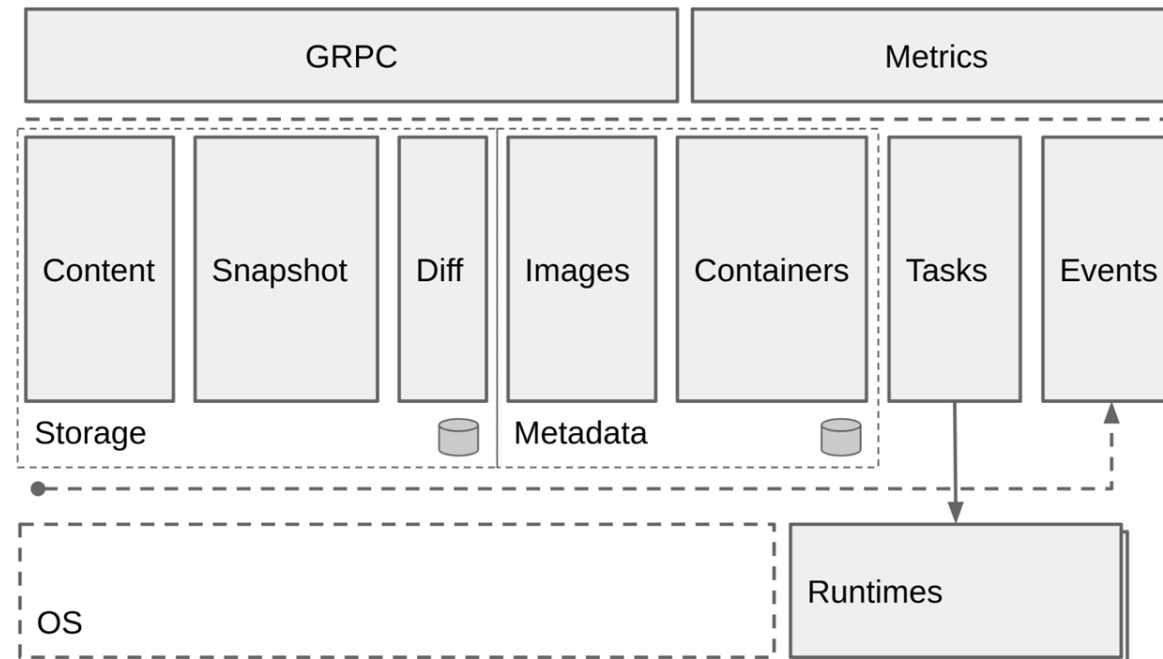 GRPC
Metrics
Content
Snapshot
Diff
Images
Containers
Tasks
Events
Storage
Metadata
Runtimes
OS